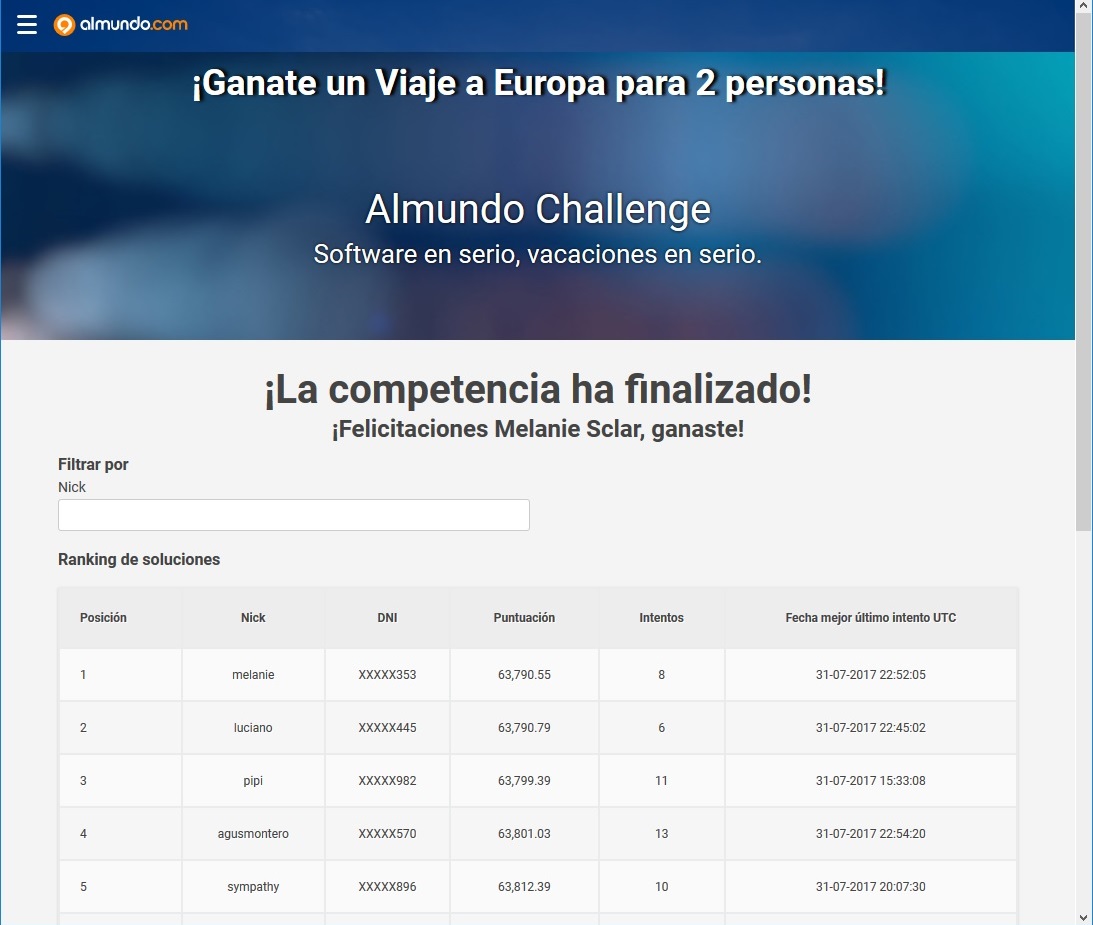 almundo.com
¡Ganate un Viaje a Europa para 2 personas!
Almundo Challenge
Software en serio, vacaciones en serio.
¡La competencia ha finalizado!
¡Felicitaciones Melanie Sclar, ganaste!
Filtrar por
Nick
Ranking de soluciones
Posición Nick DNI Puntuación Intentos Fecha mejor último intento UTC
1 melanie XXXXX353 63,790.55 8 31-07-2017 22:52:05
2 luciano XXXXX445 63,790.79 6 31-07-2017 22:45:02
3 pipi XXXXX982 63,799.39 11 31-07-2017 15:33:08
4 agusmontero XXXXX570 63,801.03 13 31-07-2017 22:54:20
5 sympathy XXXXX896 63,812.39 10 31-07-2017 20:07:30